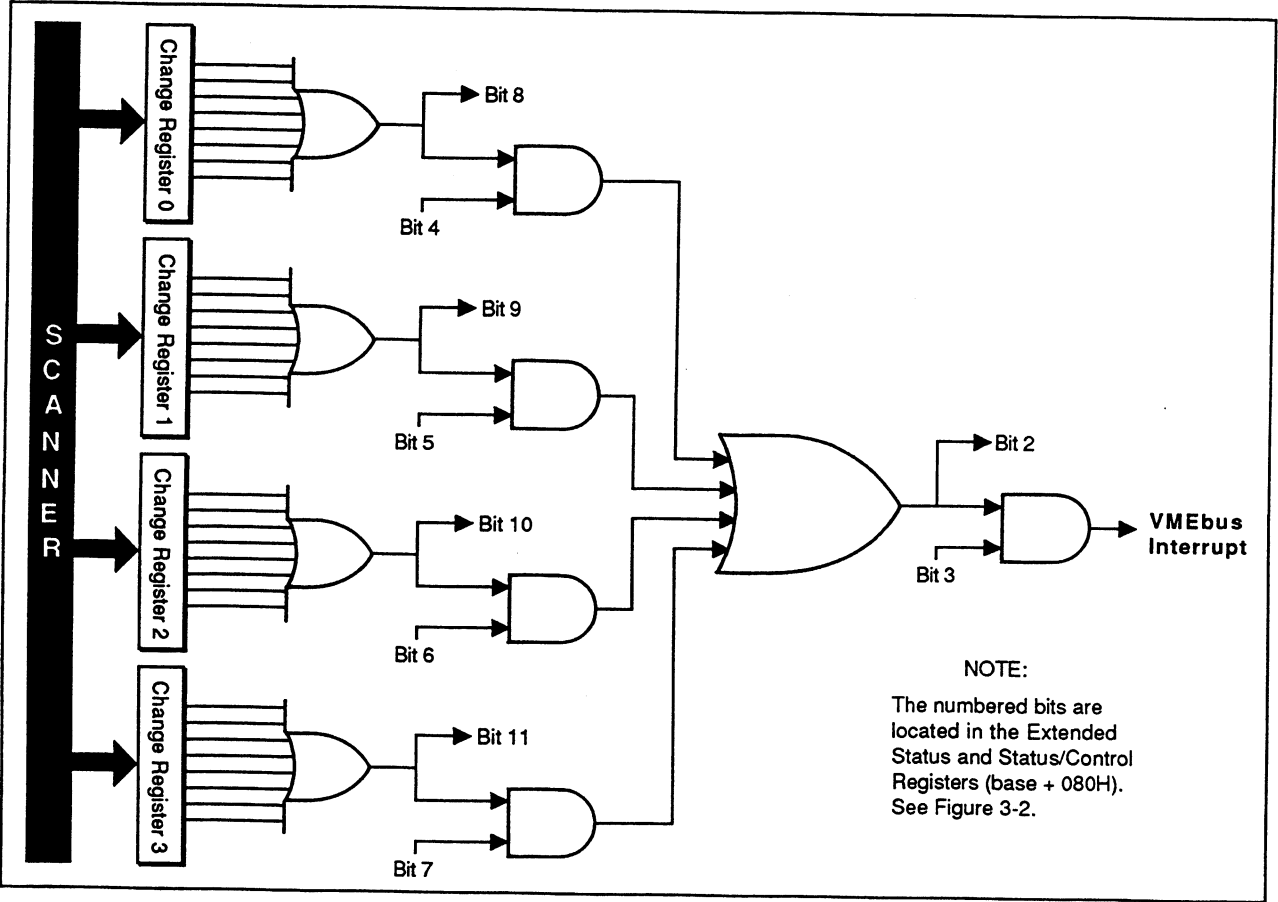 SCANNER
Change Register 0
Bit 8
Bit 4
Change Register 1
Bit 9
Bit 5
Change Register 2
Bit 10
Bit 6
Change Register 3
Bit 11
Bit 7
Bit 2
Bit 3
VMEbus
Interrupt
NOTE:
The numbered bits are
located in the Extended
Status and Status/Control
Registers (base + 080H).
See Figure 3-2.